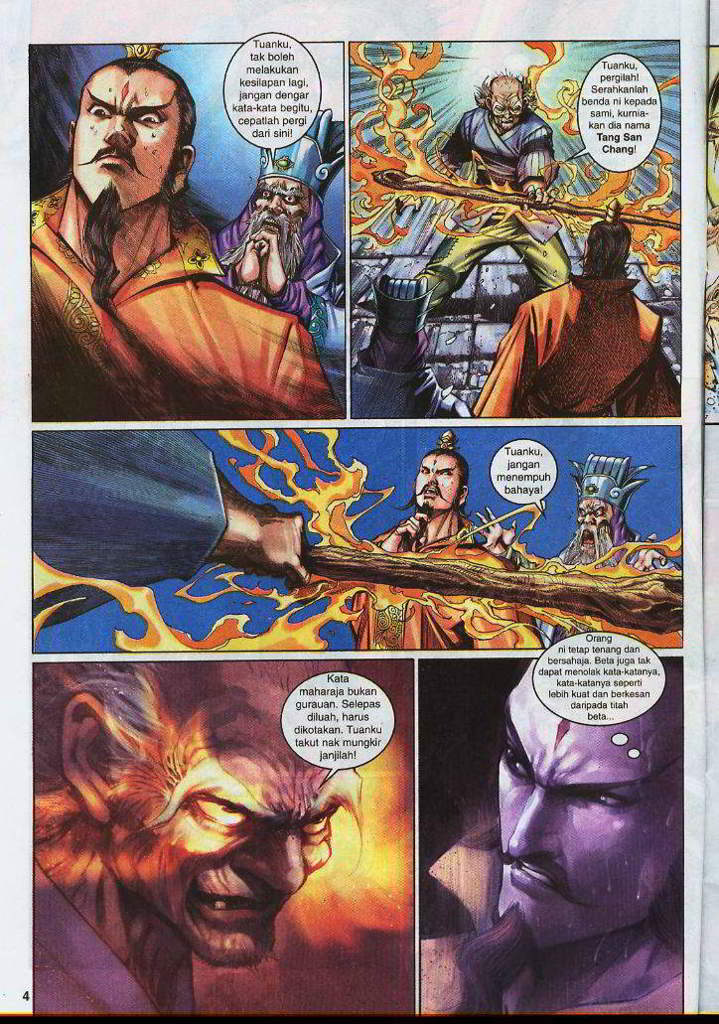 Tuanku,
tak boleh
melakukan
kesilapan lagi,
jangan dengar
kata-kata begitu,
cepatlah pergi
dari sini!
Tuanku,
pergilah!
Serahkanlah
benda ni kepada
sami, kurnia-
kan dia nama
Tang San
Chang!
Tuanku,
jangan
menempuh
bahaya!
Kata
maharaja bukan
gurauan. Selepas
diluah, harus
dikotakan. Tuanku
takut nak mungkir
janjilah!
Orang
ni tetap tenang dan
bersahaja. Beta juga tak
dapat menolak kata-katanya,
kata-katanya seperti
lebih kuat dan berkesan
daripada titah
beta...
4